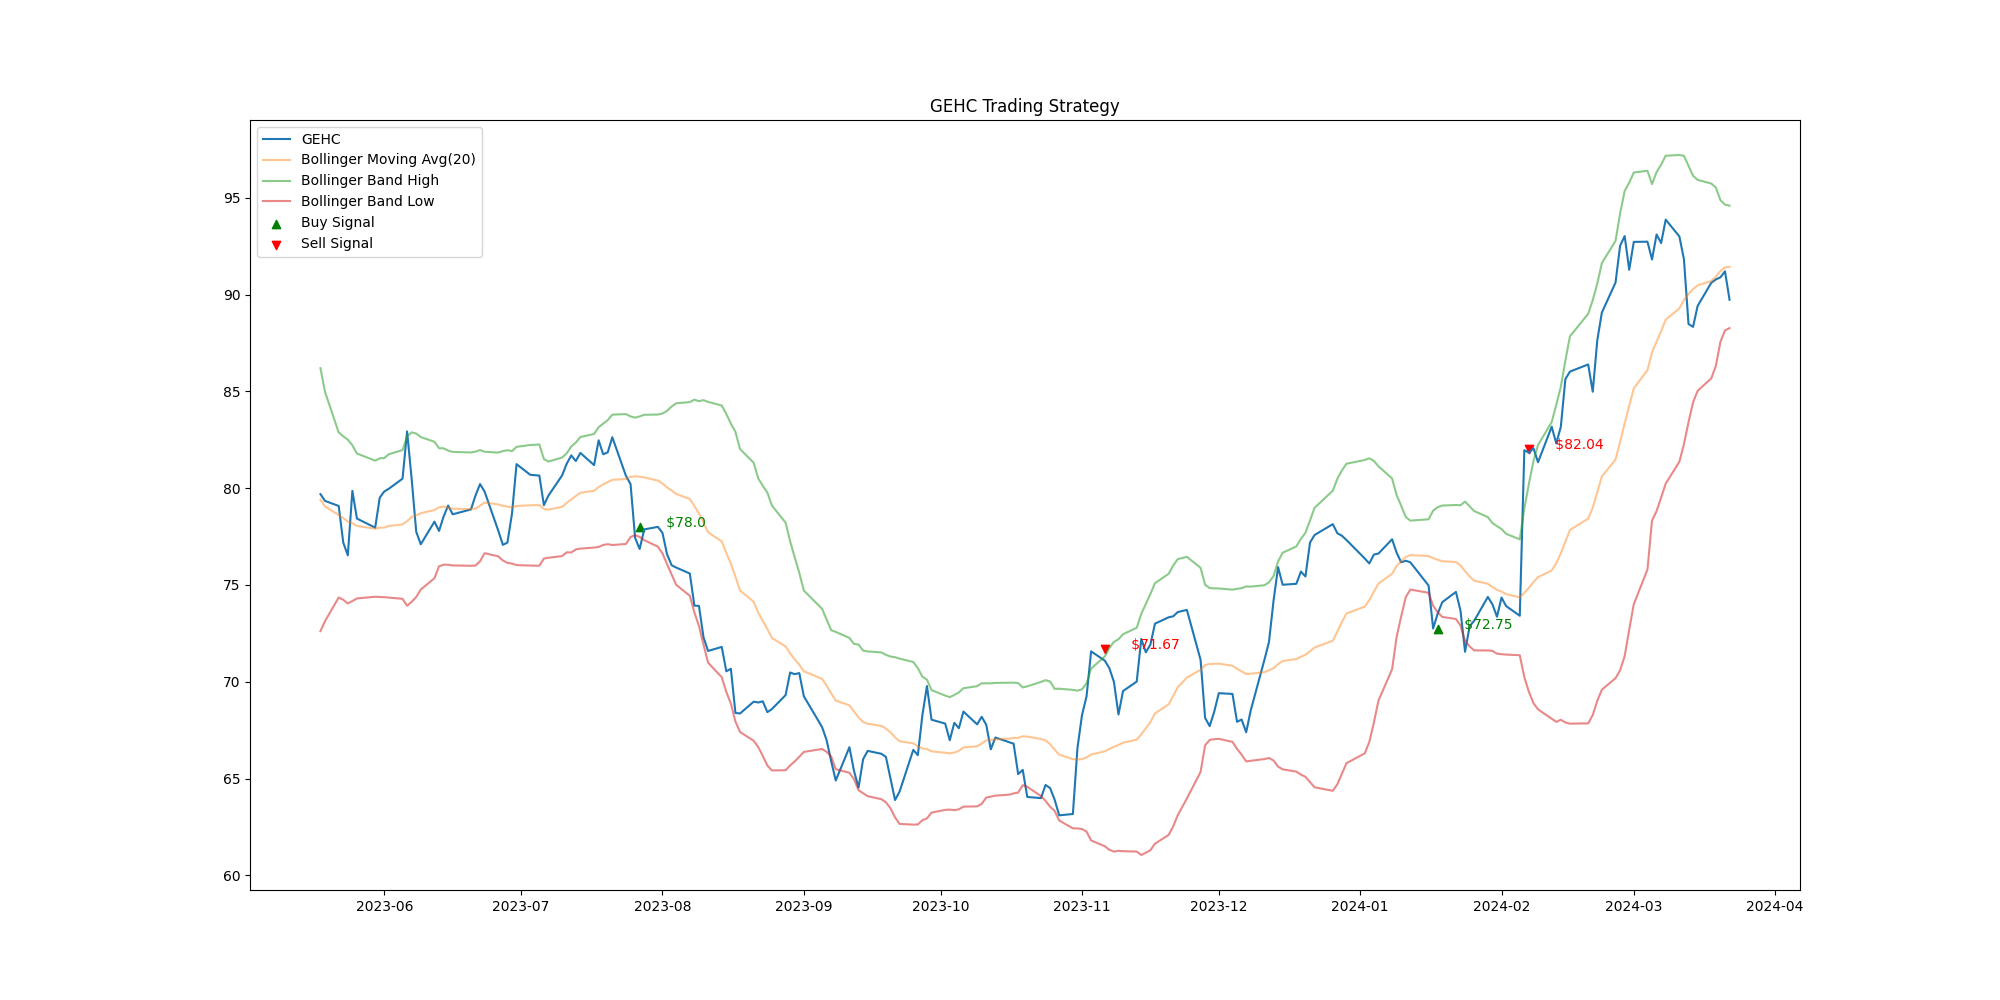 GEHC Trading Strategy
GEHC
Bollinger Moving Avg(20)
Bollinger Band High
Bollinger Band Low
Buy Signal
Sell Signal
95
90
85
80
75
70
65
60
$78.0
$71.67
$72.75
$82.04
2023-06 2023-07 2023-08 2023-09 2023-10 2023-11 2023-12 2024-01 2024-02 2024-03 2024-04